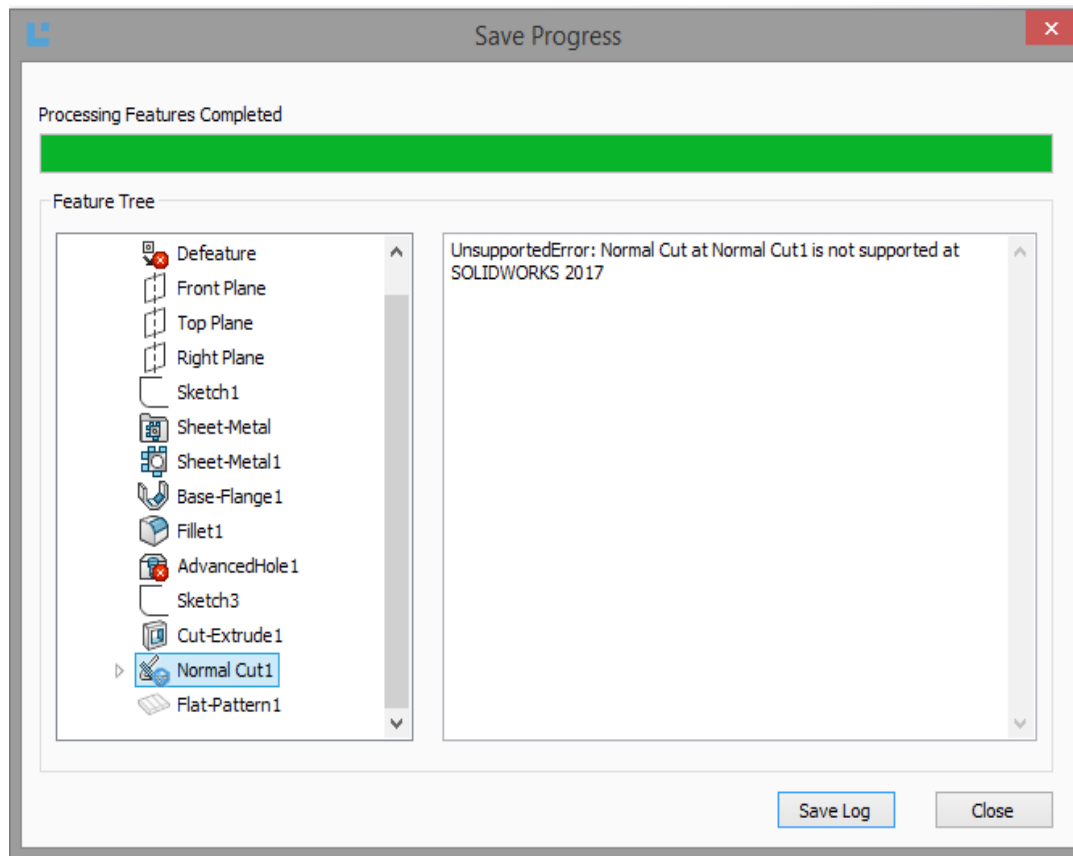 Save Progress
Processing Features Completed
Feature Tree
Defeature
Front Plane
Top Plane
Right Plane
Sketch1
Sheet-Metal
Sheet-Metal1
Base-Flange1
Fillet1
AdvancedHole1
Sketch3
Cut-Extrude1
Normal Cut1
Flat-Pattern1
UnsupportedError: Normal Cut at Normal Cut1 is not supported at
SOLIDWORKS 2017
Save Log
Close